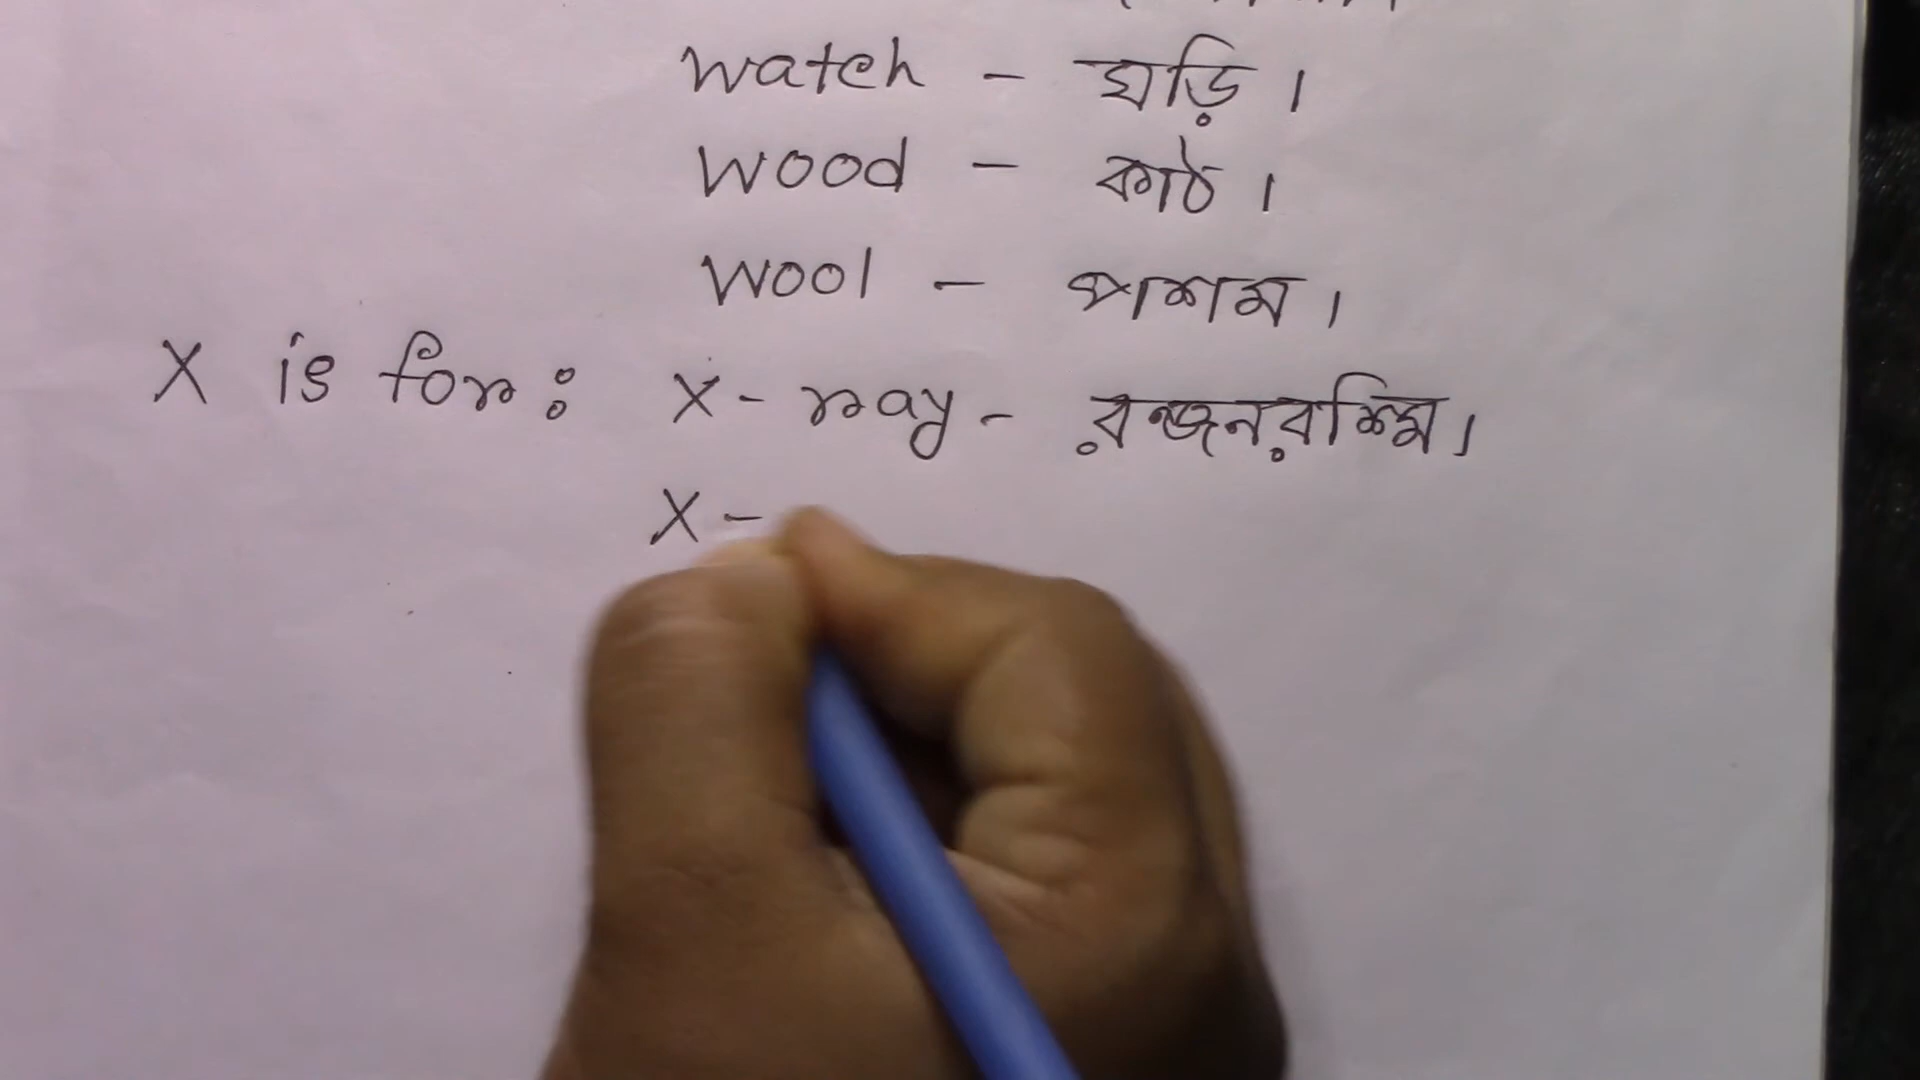 watch - ঘড়ি।
wood - কাঠ।
wool - পশম।
X is for: X-ray- রঞ্জনরশ্মি।
X-